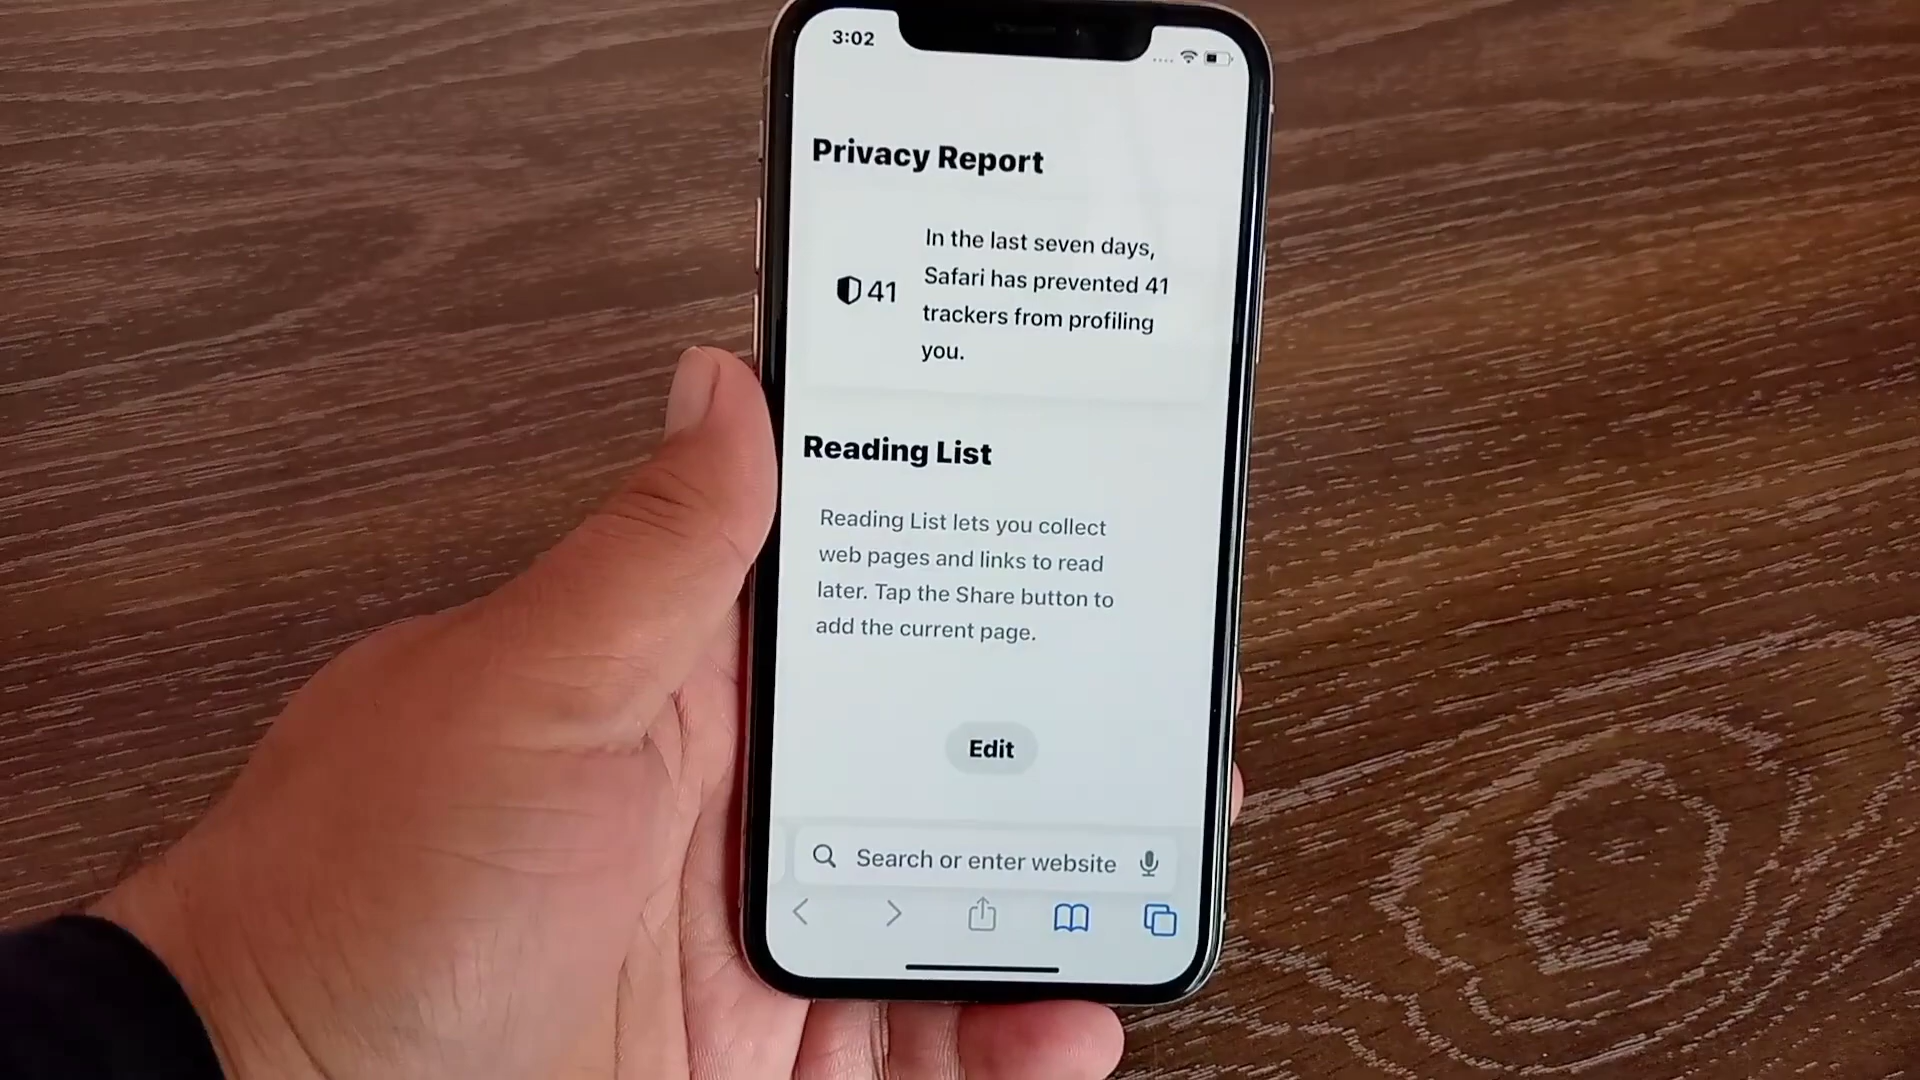 3:02
Privacy Report
In the last seven days,
Safari has prevented 41
trackers from profiling
you.
41
Reading List
Reading List lets you collect
web pages and links to read
later. Tap the Share button to
add the current page.
Edit
Search or enter website